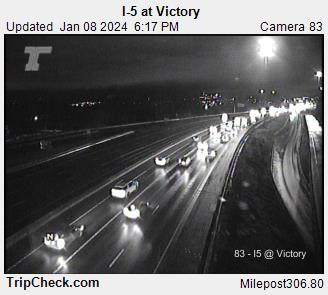 I-5 at Victory
Updated Jan 08 2024 6:17 PM Camera 83
T
N
83 - I5 @ Victory
TripCheck.com Milepost306.80